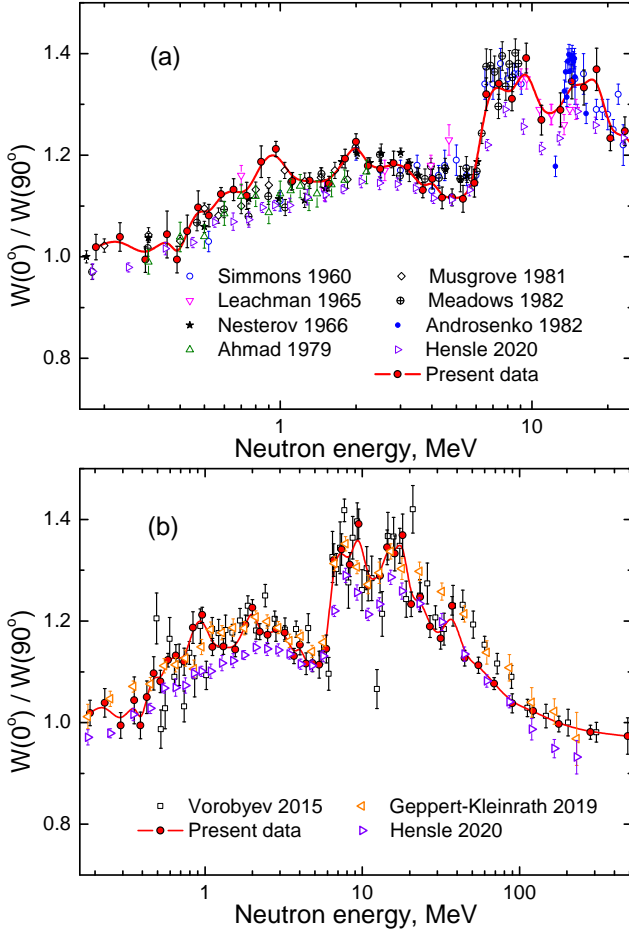 (a)
1.4
1.2
1.0
0.8
W(0°) / W(90°)
Simmons 1960
Leachman 1965
Nesterov 1966
Ahmad 1979
Musgrove 1981
Meadows 1982
Androsenko 1982
Hensle 2020
Present data
1
10
Neutron energy, MeV
(b)
1.4
1.2
1.0
0.8
W(0°) / W(90°)
Vorobyev 2015
Present data
Geppert-Kleinrath 2019
Hensle 2020
1
10
100
Neutron energy, MeV